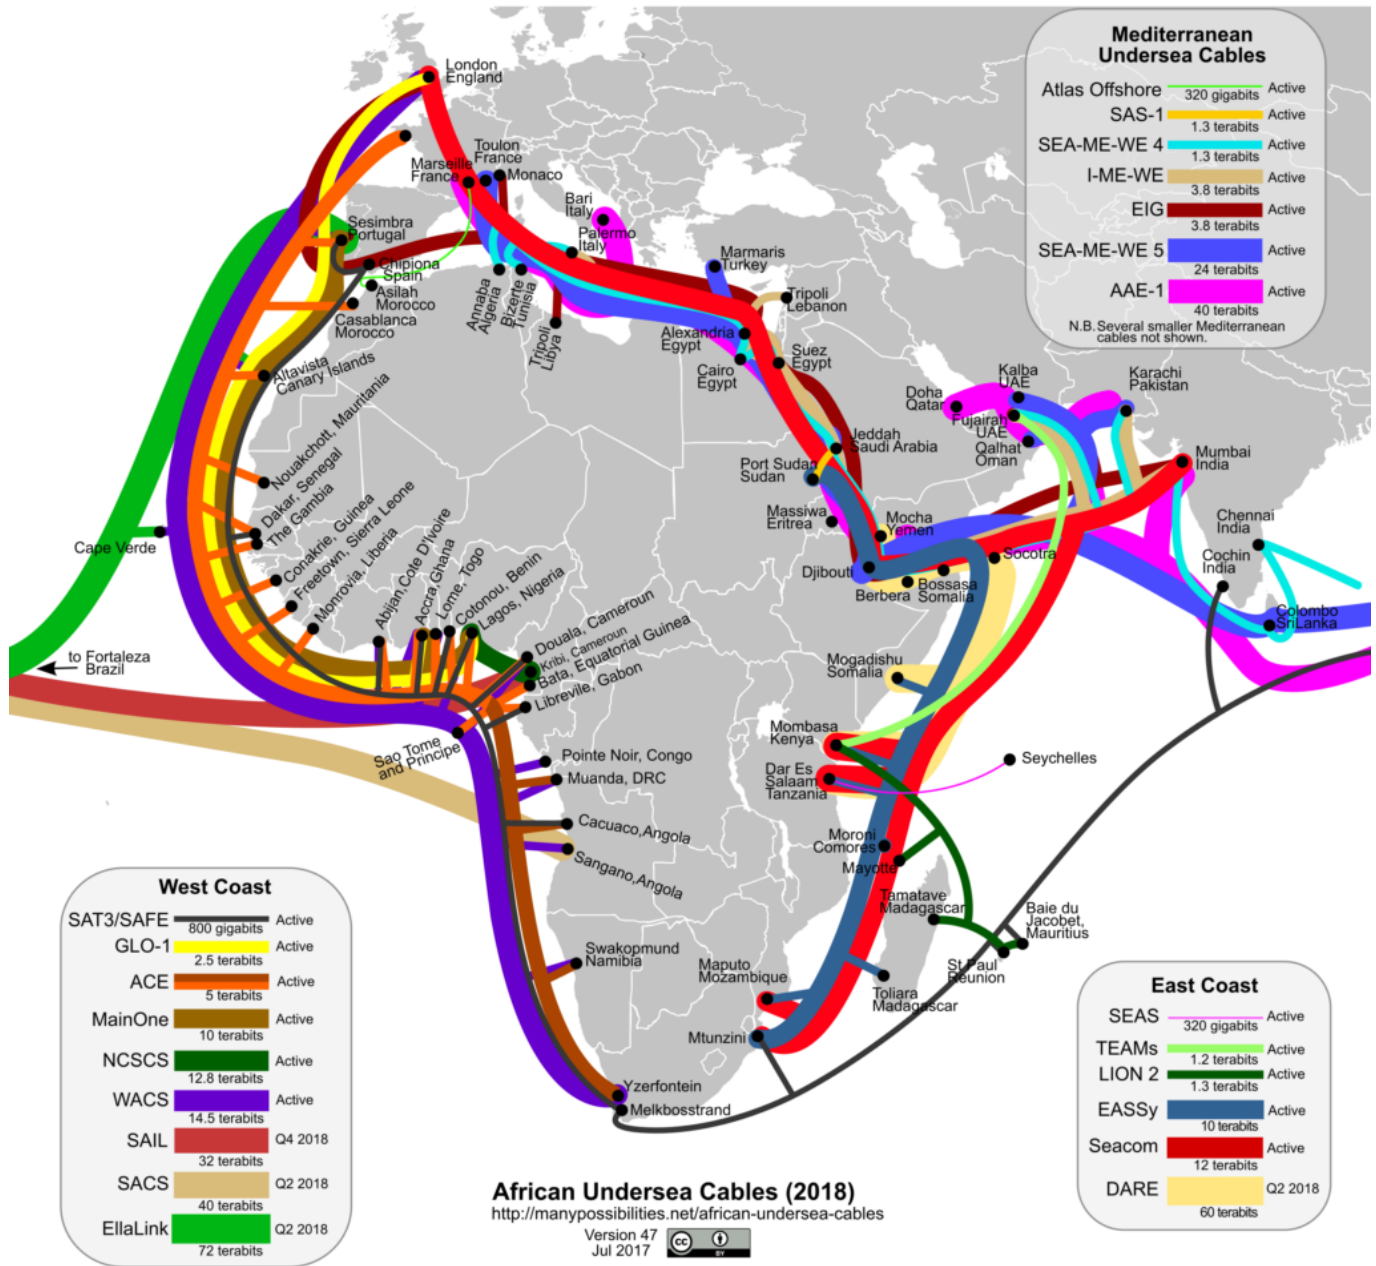 London
England
Toulon
France
Marseille
France
Monaco
Bari
Italy
Palermo
Italy
Sesimbra
Portugal
Chipiona
Spain
Asilah
Morocco
Casablanca
Morocco
Annaba
Algeria
Bizerte
Tunisia
Tripoli
Libya
Marmaris
Turkey
Tripoli
Lebanon
Alexandria
Egypt
Cairo
Egypt
Suez
Egypt
Altavista
Canary Islands
Nouakchott, Mauritania
Dakar, Senegal
The Gambia
Conakrie, Guinea
Freetown, Sierra Leone
Monrovia, Liberia
Abijan,Cote D'Ivoire
Accra,Ghana
Lome, Togo
Cotonou, Benin
Lagos, Nigeria
Douala, Cameroun
Kribi, Cameroun
Bata, Equatorial Guinea
Libreville, Gabon
Cape Verde
to Fortaleza
Brazil
Sao Tome
and Principe
Pointe Noir, Congo
Muanda, DRC
Cacuaco,Angola
Sangano,Angola
Swakopmund
Namibia
Yzerfontein
Melkbosstrand
Doha
Qatar
Kalba
UAE
Fujairah
UAE
Qalhat
Oman
Karachi
Pakistan
Mumbai
India
Chennai
India
Cochin
India
Colombo
SriLanka
Jeddah
Saudi Arabia
Port Sudan
Sudan
Massiwa
Eritrea
Mocha
Yemen
Djibouti
Berbera
Bossasa
Somalia
Socotra
Mogadishu
Somalia
Mombasa
Kenya
Dar Es
Salaam
Tanzania
Seychelles
Moroni
Comores
Mayotte
Tamatave
Madagascar
Baie du
Jacobet,
Mauritius
St Paul
Reunion
Toliara
Madagascar
Maputo
Mozambique
Mtunzini
Mediterranean
Undersea Cables
Atlas Offshore Active
320 gigabits
SAS-1 Active
1.3 terabits
SEA-ME-WE 4 Active
1.3 terabits
I-ME-WE Active
3.8 terabits
EIG Active
3.8 terabits
SEA-ME-WE 5 Active
24 terabits
AAE-1 Active
40 terabits
N.B. Several smaller Mediterranean
cables not shown.
West Coast
SAT3/SAFE Active
800 gigabits
GLO-1 Active
2.5 terabits
ACE Active
5 terabits
MainOne Active
10 terabits
NCSCS Active
12.8 terabits
WACS Active
14.5 terabits
SAIL Q4 2018
32 terabits
SACS Q2 2018
40 terabits
EllaLink Q2 2018
72 terabits
East Coast
SEAS Active
320 gigabits
TEAMs Active
1.2 terabits
LION 2 Active
1.3 terabits
EASSy Active
10 terabits
Seacom Active
12 terabits
DARE Q2 2018
60 terabits
African Undersea Cables (2018)
http://manypossibilities.net/african-undersea-cables
Version 47
Jul 2017
cc
BY